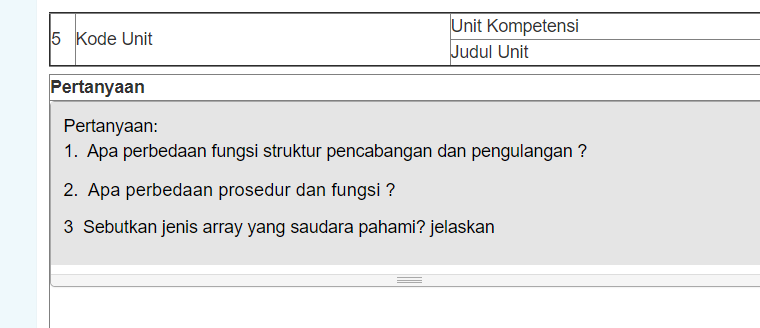 5 Kode Unit
Unit Kompetensi
Judul Unit
Pertanyaan
Pertanyaan:
1. Apa perbedaan fungsi struktur pencabangan dan pengulangan ?
2. Apa perbedaan prosedur dan fungsi ?
3 Sebutkan jenis array yang saudara pahami? jelaskan